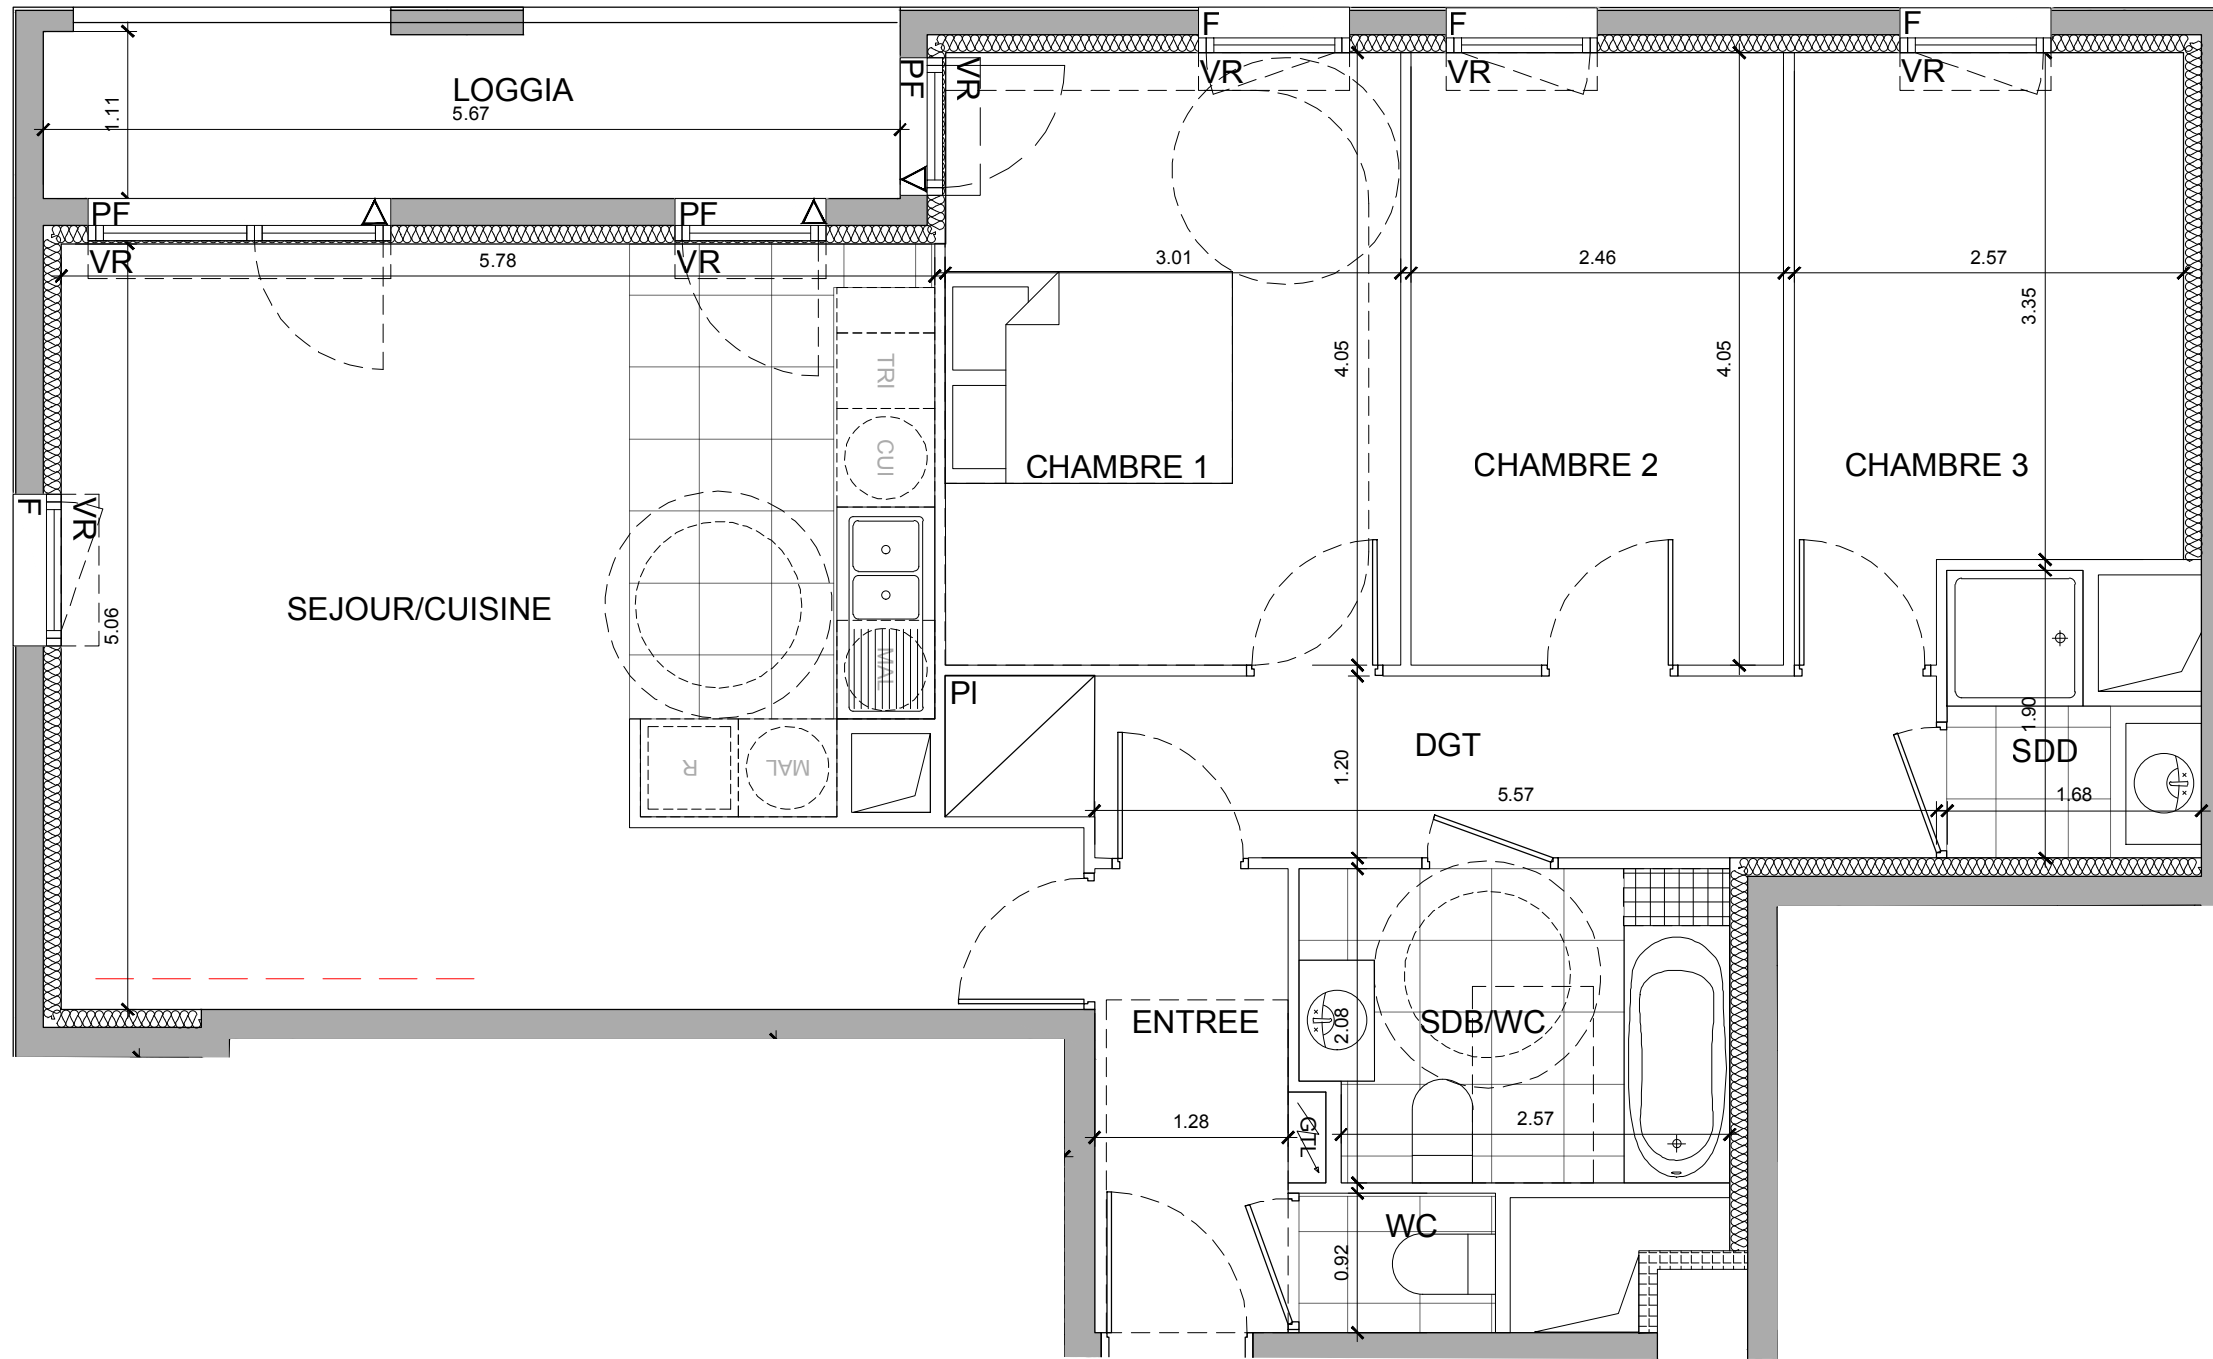 F
F
F
VR
VR
VR
LOGGIA
5.67
1.11
PF
VR
PF
PF
VR
VR
5.78
3.01
2.46
2.57
3.35
4.05
4.05
TRI
CUI
CHAMBRE 1
CHAMBRE 2
CHAMBRE 3
F
VR
5.06
SEJOUR/CUISINE
MAL
PI
R
MAL
DGT
1.20
5.57
1.90
SDD
1.68
ENTREE
2.08
SDB/WC
1.28
GTL
2.57
WC
0.92